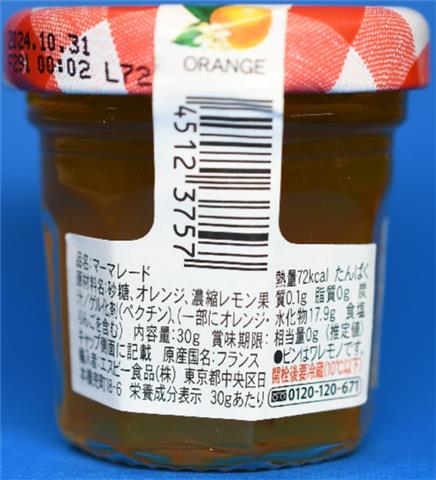 2024.10.31
F291 00:02 L72
ORANGE
4512 3757
品名:マーマレード
原材料名:砂糖、オレンジ、濃縮レモン果
汁/ゲル化剤(ペクチン)、(一部にオレンジ・
りんごを含む) 内容量:30g 賞味期限:
キャップ側面に記載 原産国名:フランス
輸入者:エスビー食品(株) 東京都中央区日
本橋兜町18-6 栄養成分表示 30gあたり
熱量72kcal たんぱく
質0.1g 脂質0g 炭
水化物17.9g 食塩
相当量0g (推定値)
●ビンはワレモノです。
開栓後要冷蔵(10℃以下)
0120-120-671